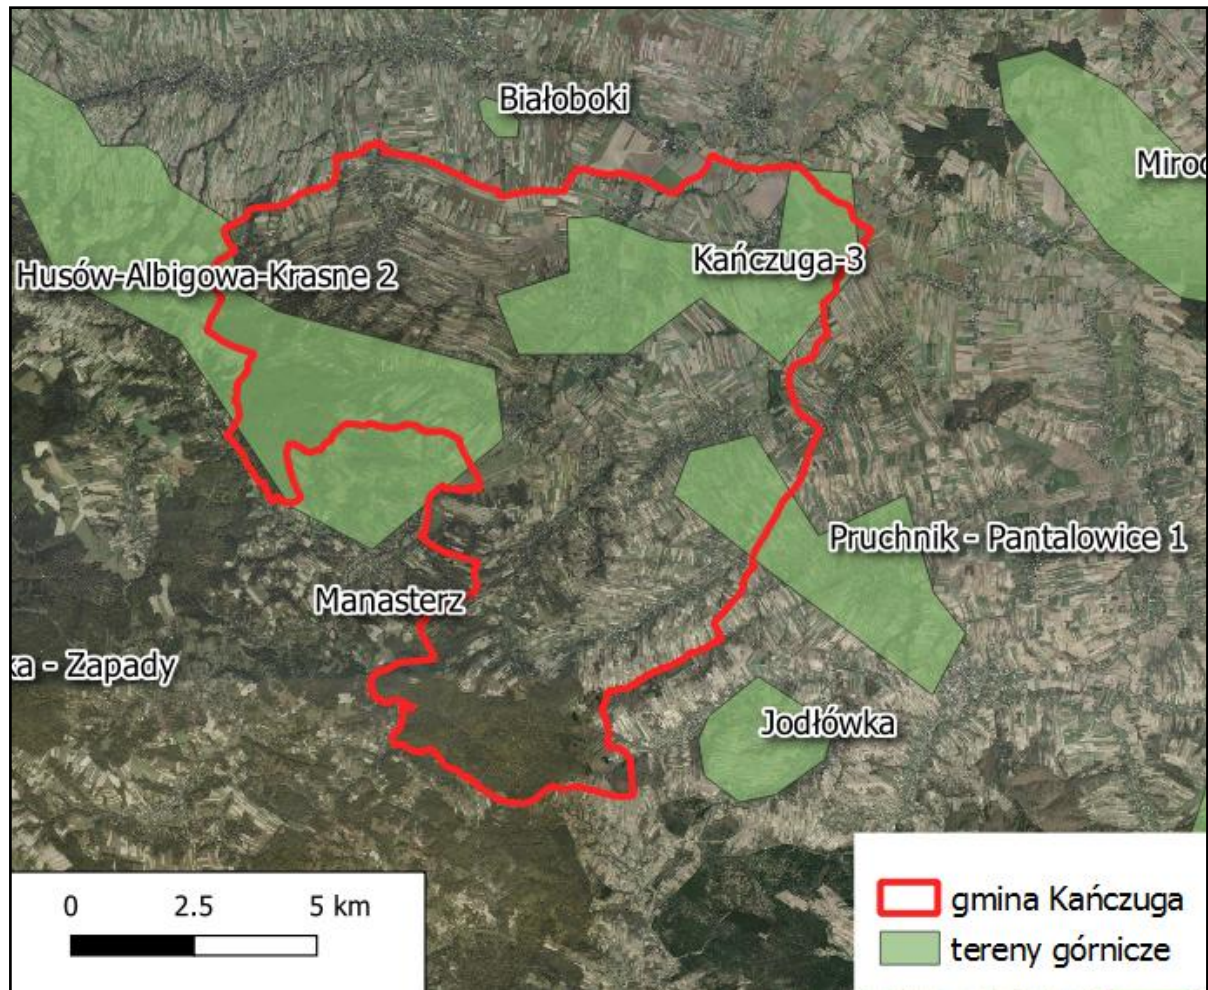 Białoboki
Miroc
Kańczuga-3
Husów-Albigowa-Krasne 2
Pruchnik - Pantalowice 1
Manasterz
ka - Zapady
Jodłówka
0 2.5 5 km
gmina Kańczuga
tereny górnicze